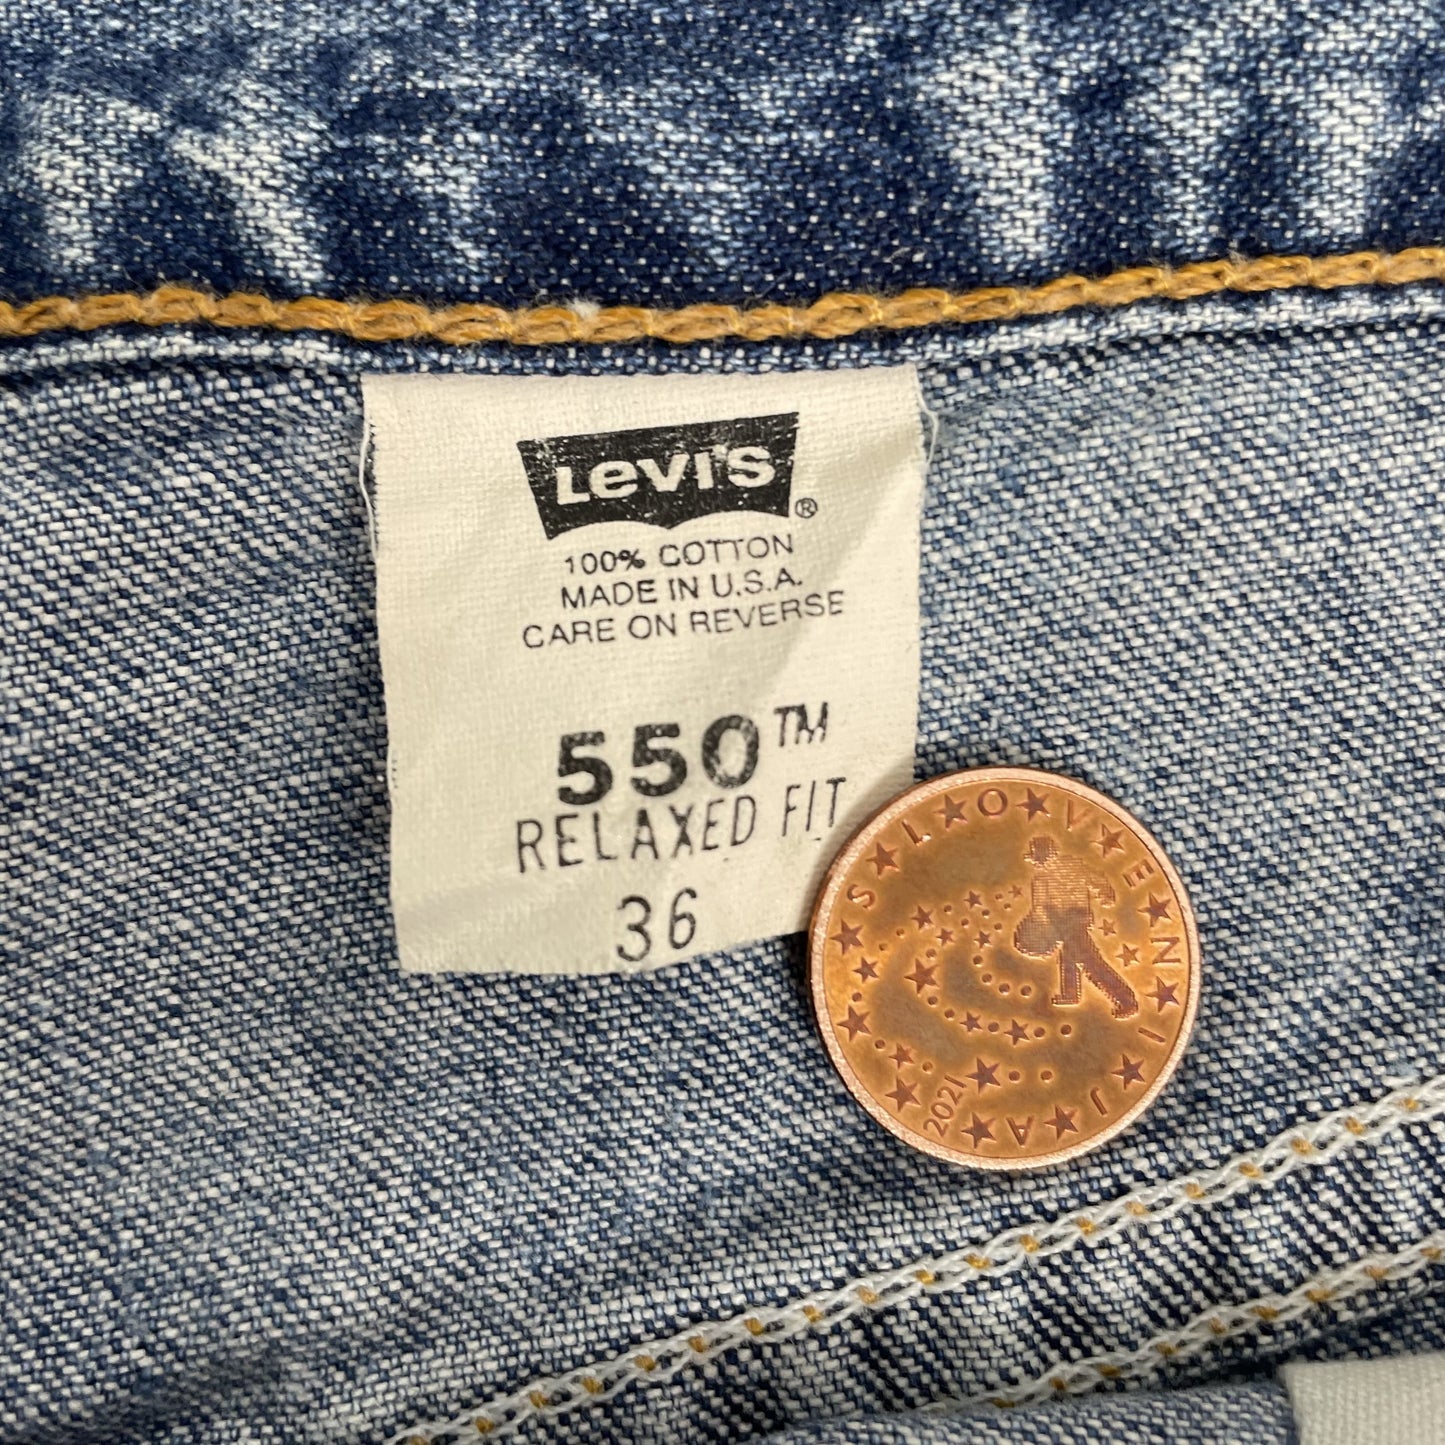 Levi's ®
100% COTTON
MADE IN U.S.A.
CARE ON REVERSE
550™
RELAXED FIT
36
SLOVENIJA
2021